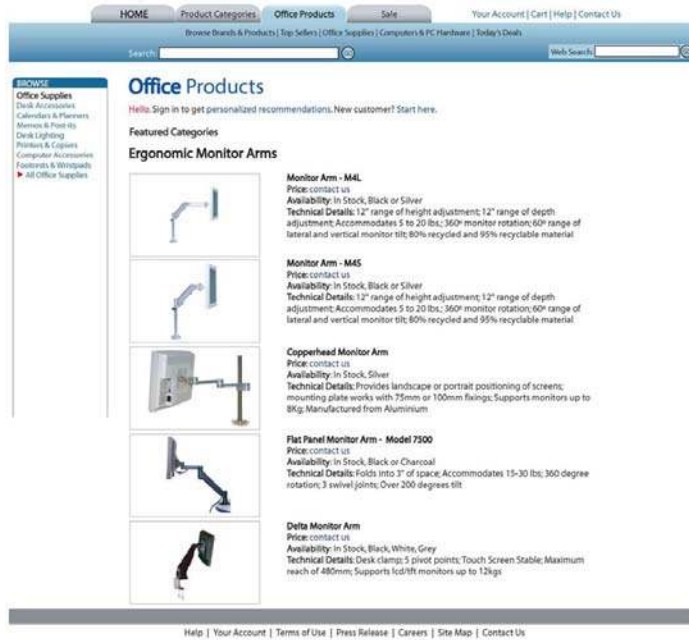 HOME
Product Categories
Office Products
Sale
Your Account | Cart | Help | Contact Us
Browse Brands & Products | Top Sellers | Office Supplies | Computers & PC Hardware | Today's Deals
Search:
Web Search:
BROWSE
Office Supplies
Desk Accessories
Calendars & Planners
Memos & Post-its
Desk Lighting
Printers & Copiers
Computer Accessories
Footrests & Wristpads
All Office Supplies
Office Products
Hello. Sign in to get personalized recommendations. New customer? Start here.
Featured Categories
Ergonomic Monitor Arms
Monitor Arm - M4L
Price: contact us
Availability: In Stock, Black or Silver
Technical Details: 12" range of height adjustment; 12" range of depth
adjustment; Accommodates 5 to 20 lbs.; 360º monitor rotation; 60º range of
lateral and vertical monitor tilt; 80% recycled and 95% recyclable material
Monitor Arm - M4S
Price: contact us
Availability: In Stock, Black or Silver
Technical Details: 12" range of height adjustment; 12" range of depth
adjustment; Accommodates 5 to 20 lbs.; 360º monitor rotation; 60º range of
lateral and vertical monitor tilt; 80% recycled and 95% recyclable material
Copperhead Monitor Arm
Price: contact us
Availability: In Stock, Silver
Technical Details: Provides landscape or portrait positioning of screens;
mounting plate works with 75mm or 100mm fixings; Supports monitors up to
8Kg; Manufactured from Aluminium
Flat Panel Monitor Arm - Model 7500
Price: contact us
Availability: In Stock, Black or Charcoal
Technical Details: Folds into 3" of space; Accommodates 15-30 lbs; 360 degree
rotation; 3 swivel joints; Over 200 degrees tilt
Delta Monitor Arm
Price: contact us
Availability: In Stock, Black, White, Grey
Technical Details: Desk clamp; 5 pivot points; Touch Screen Stable; Maximum
reach of 480mm; Supports lcd/tft monitors up to 12kgs
Help | Your Account | Terms of Use | Press Release | Careers | Site Map | Contact Us